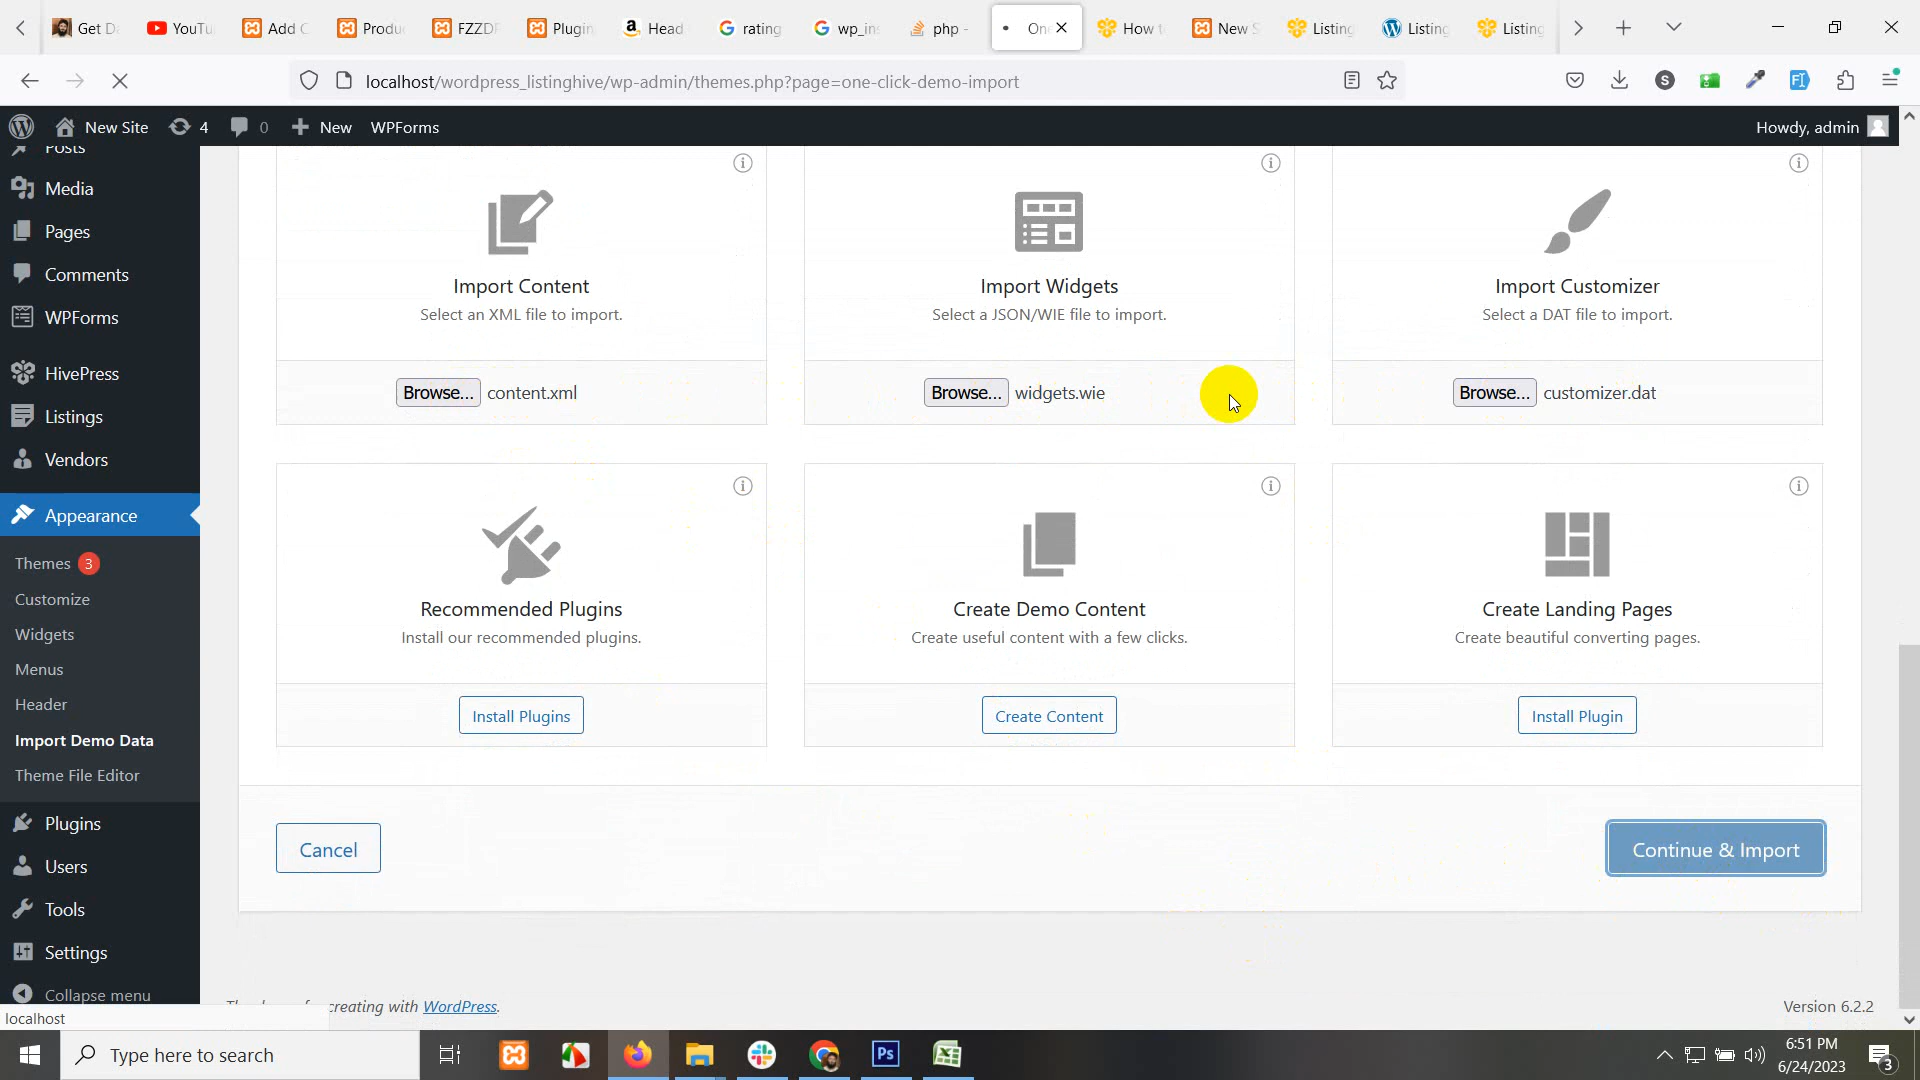 Get D
YouTu
Add C
Produ
FZZDF
Plugin
Head
rating
wp_in
php -
On
How t
New S
Listing
Listing
Listing
localhost/wordpress_listinghive/wp-admin/themes.php?page=one-click-demo-import
New Site
4
0
New
WPForms
Howdy, admin
Posts
Media
Pages
Comments
WPForms
HivePress
Listings
Vendors
Appearance
Themes 3
Customize
Widgets
Menus
Header
Import Demo Data
Theme File Editor
Plugins
Users
Tools
Settings
Collapse menu
Import Content
Select an XML file to import.
Browse... content.xml
Import Widgets
Select a JSON/WIE file to import.
Browse... widgets.wie
Import Customizer
Select a DAT file to import.
Browse... customizer.dat
Recommended Plugins
Install our recommended plugins.
Install Plugins
Create Demo Content
Create useful content with a few clicks.
Create Content
Create Landing Pages
Create beautiful converting pages.
Install Plugin
Cancel
Continue & Import
creating with WordPress.
Version 6.2.2
localhost
Type here to search
Ps
6:51 PM
6/24/2023
3